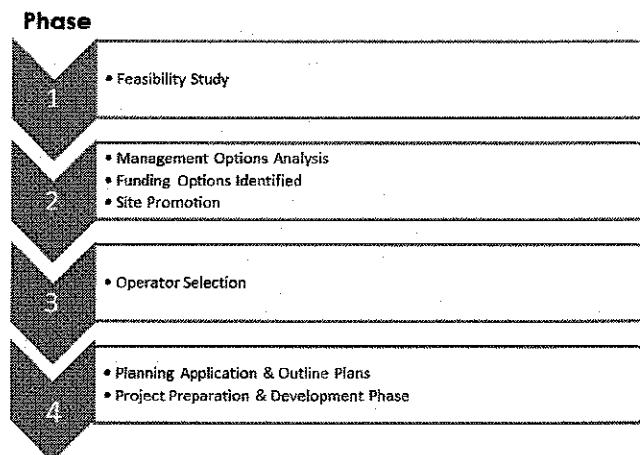 Phase
1
• Feasibility Study
2
• Management Options Analysis
• Funding Options Identified
• Site Promotion
3
• Operator Selection
4
• Planning Application & Outline Plans
• Project Preparation & Development Phase